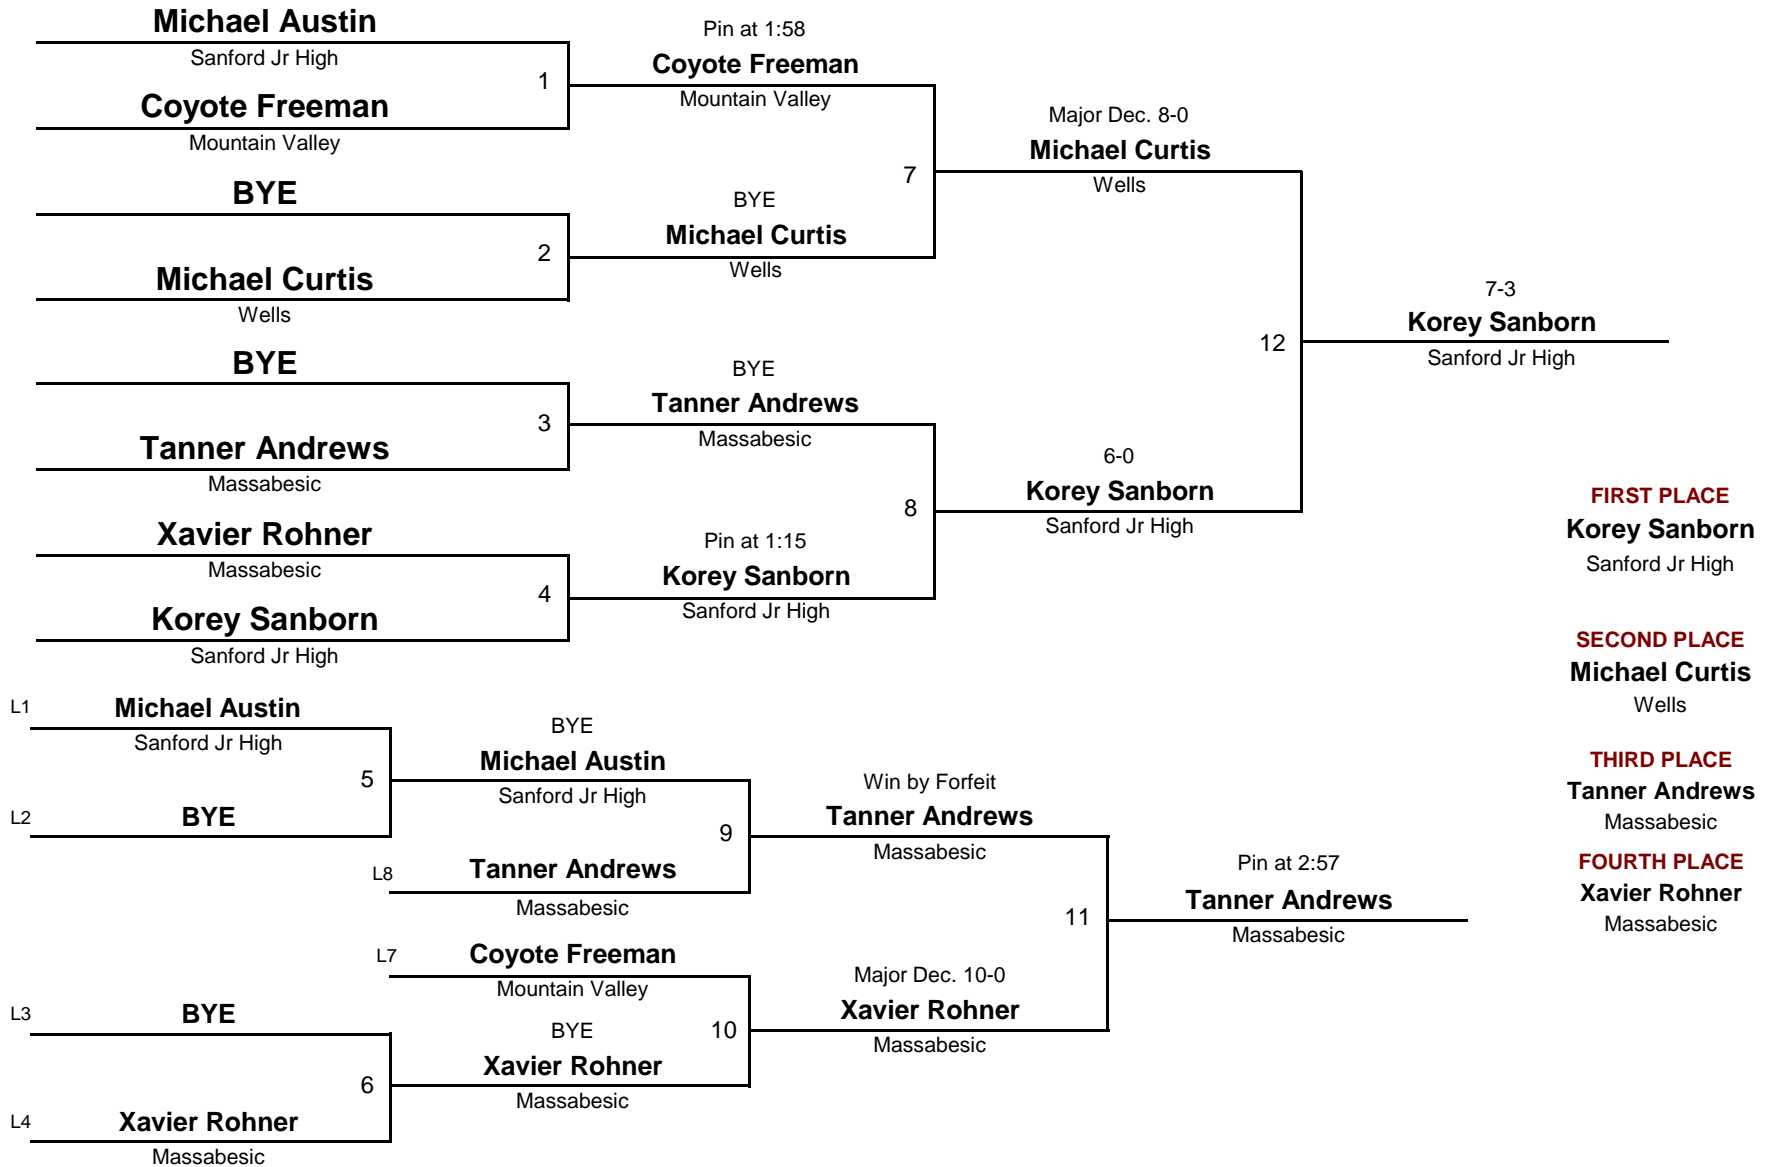 Michael Austin
Sanford Jr High
1
Coyote Freeman
Mountain Valley
BYE
2
Michael Curtis
Wells
BYE
3
Tanner Andrews
Massabesic
Xavier Rohner
Massabesic
4
Korey Sanborn
Sanford Jr High
Pin at 1:58
Coyote Freeman
Mountain Valley
7
BYE
Michael Curtis
Wells
BYE
Tanner Andrews
Massabesic
8
Pin at 1:15
Korey Sanborn
Sanford Jr High
Major Dec. 8-0
Michael Curtis
Wells
12
6-0
Korey Sanborn
Sanford Jr High
7-3
Korey Sanborn
Sanford Jr High
FIRST PLACE
Korey Sanborn
Sanford Jr High
SECOND PLACE
Michael Curtis
Wells
THIRD PLACE
Tanner Andrews
Massabesic
FOURTH PLACE
Xavier Rohner
Massabesic
L1
Michael Austin
Sanford Jr High
5
L2
BYE
L3
BYE
6
L4
Xavier Rohner
Massabesic
BYE
Michael Austin
Sanford Jr High
9
L8
Tanner Andrews
Massabesic
L7
Coyote Freeman
Mountain Valley
10
BYE
Xavier Rohner
Massabesic
Win by Forfeit
Tanner Andrews
Massabesic
11
Major Dec. 10-0
Xavier Rohner
Massabesic
Pin at 2:57
Tanner Andrews
Massabesic